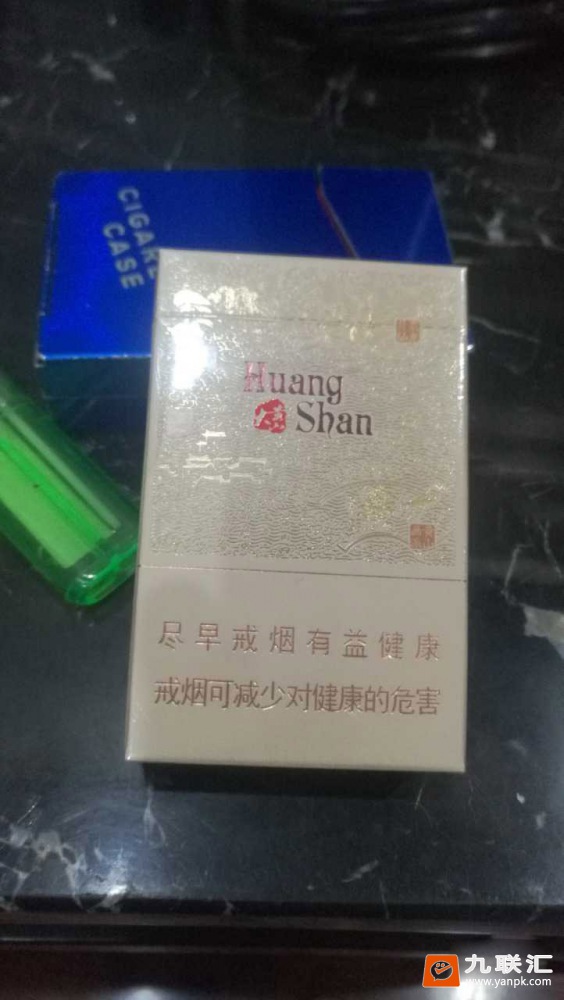 CIGARE
CASE
Huang
Shan
尽早戒烟有益健康
戒烟可减少对健康的危害
九联汇
www.yanpk.com